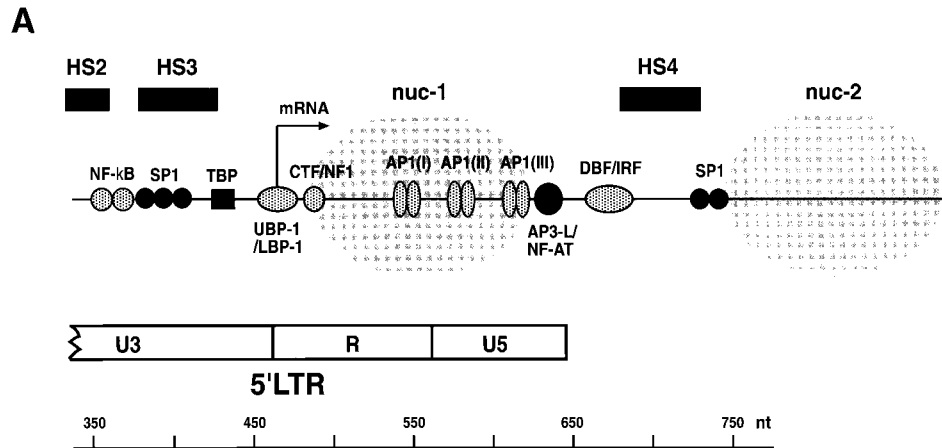 A
HS2 HS3 HS4
nuc-1 nuc-2
mRNA
NF-kB SP1 TBP CTF/NF1 AP1(I) AP1(II) AP1(III) DBF/IRF SP1
UBP-1
/LBP-1
AP3-L/
NF-AT
U3 R U5
5'LTR
350 450 550 650 750 nt